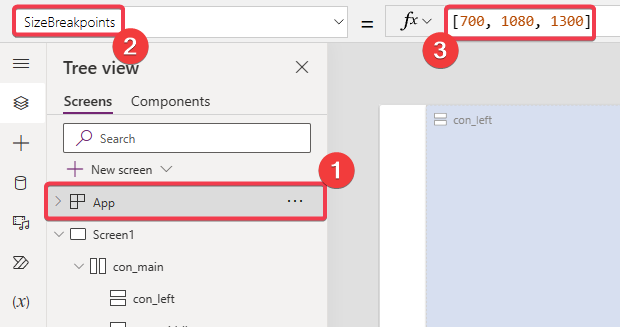 SizeBreakpoints
=
fx
[700, 1080, 1300]
2
3
Tree view
Screens
Components
con_left
Search
New screen
1
App
...
Screen1
con_main
con_left
(x)